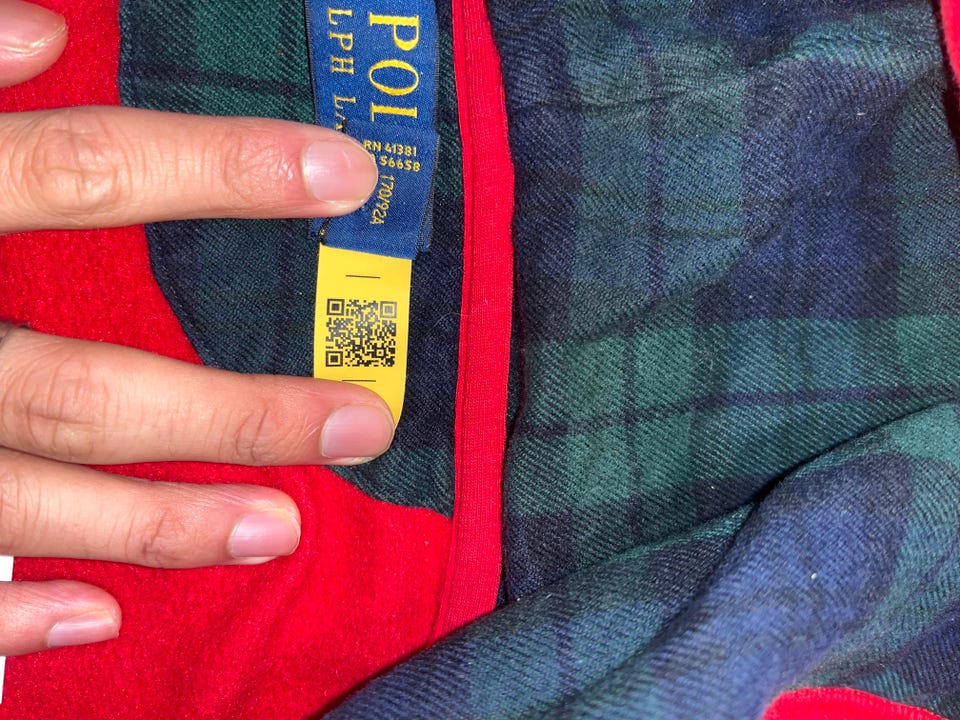 POL
LPH L
RN 41381
56658
170/92A